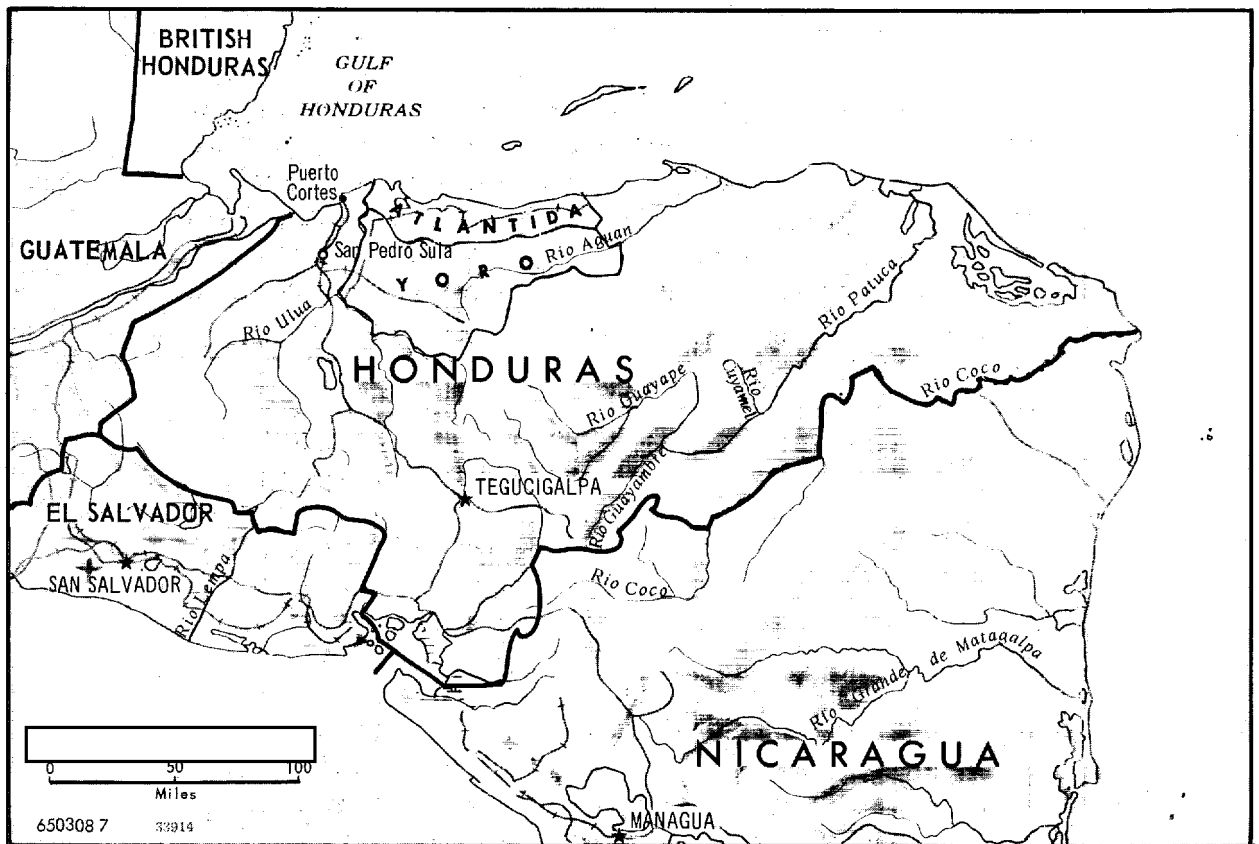 BRITISH
HONDURAS
GULF
OF
HONDURAS
Puerto
Cortes
ATLANTIDA
GUATEMALA
San Pedro Sula
YORO
Rio Aguan
Rio Ulua
Rio Patuca
HONDURAS
Rio Guayape
Rio
Cuyamel
Rio Coco
TEGUCIGALPA
Rio Guayambre
EL SALVADOR
SAN SALVADOR
Rio Lempa
Rio Coco
Rio Grande de Matagalpa
NICARAGUA
0 50 100
Miles
650308 7 33914
MANAGUA